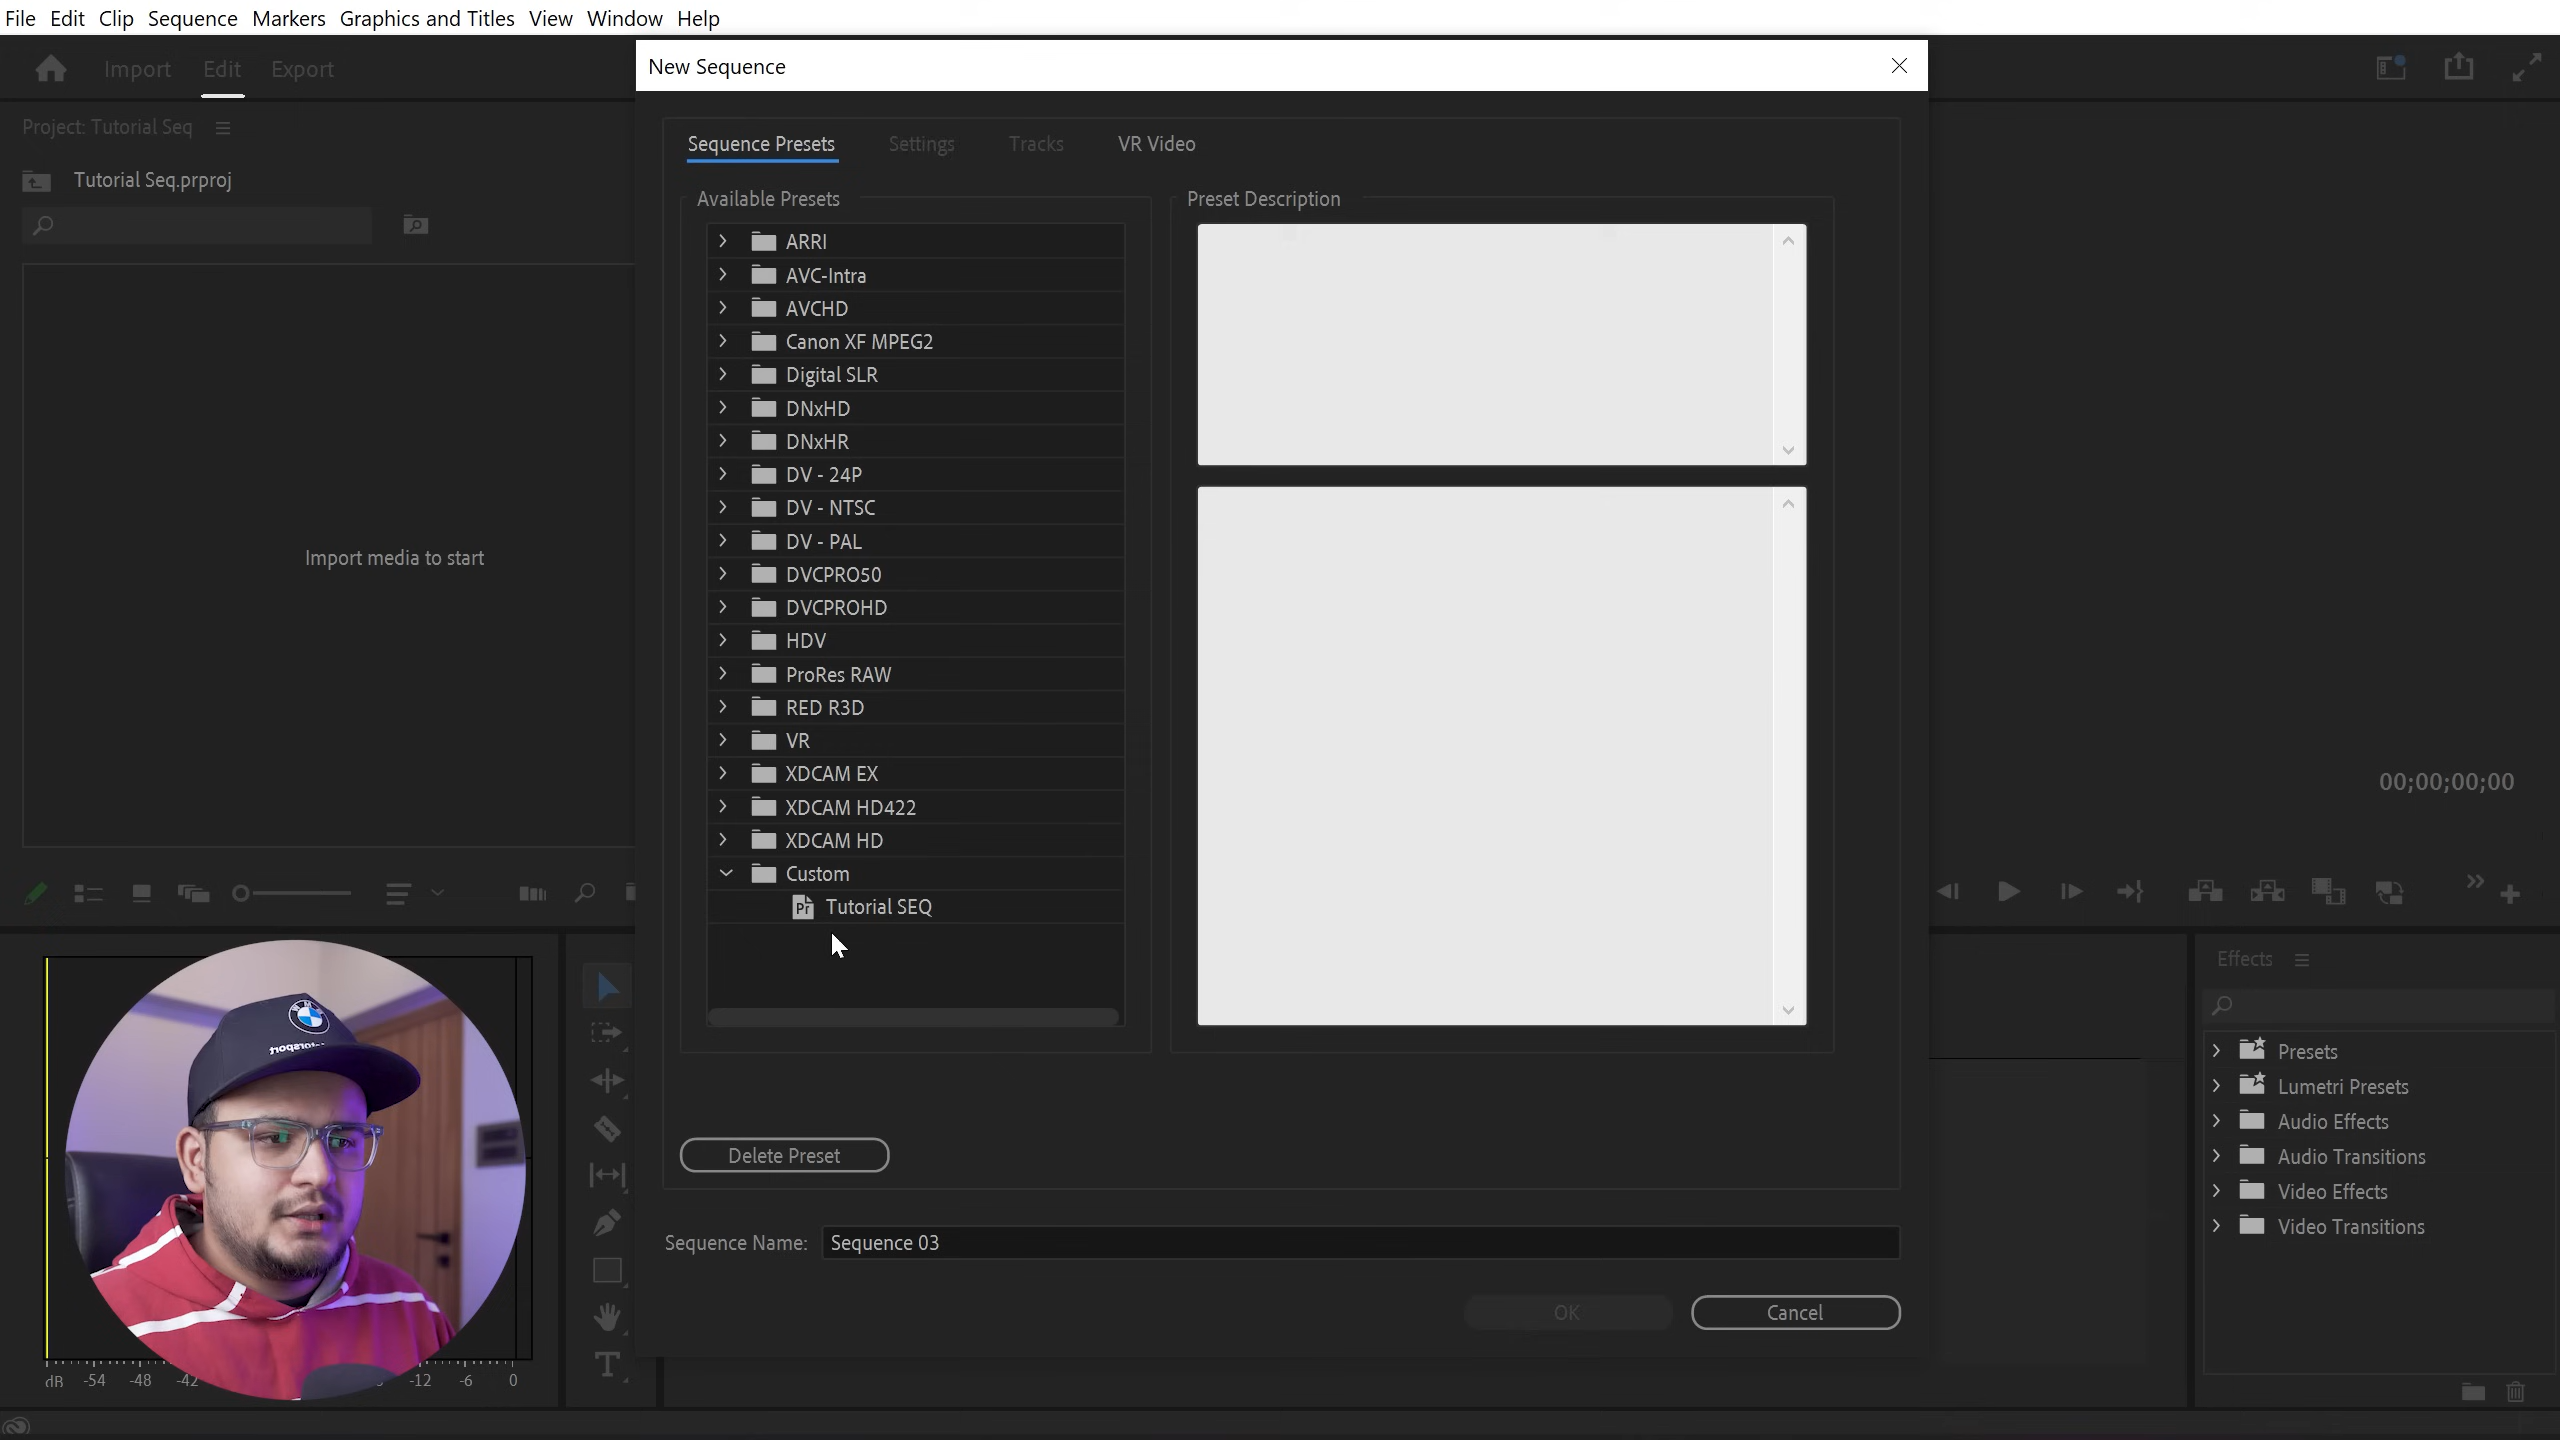 File Edit Clip Sequence Markers Graphics and Titles View Window Help
Import Edit Export
New Sequence
Project: Tutorial Seq
Tutorial Seq.prproj
Import media to start
Sequence Presets Settings Tracks VR Video
Available Presets
ARRI
AVC-Intra
AVCHD
Canon XF MPEG2
Digital SLR
DNxHD
DNxHR
DV - 24P
DV - NTSC
DV - PAL
DVCPRO50
DVCPROHD
HDV
ProRes RAW
RED R3D
VR
XDCAM EX
XDCAM HD422
XDCAM HD
Custom
Pr Tutorial SEQ
Preset Description
Delete Preset
Sequence Name: Sequence 03
OK Cancel
00;00;00;00
Effects
Presets
Lumetri Presets
Audio Effects
Audio Transitions
Video Effects
Video Transitions
dB -54 -48 -42 -12 -6 0